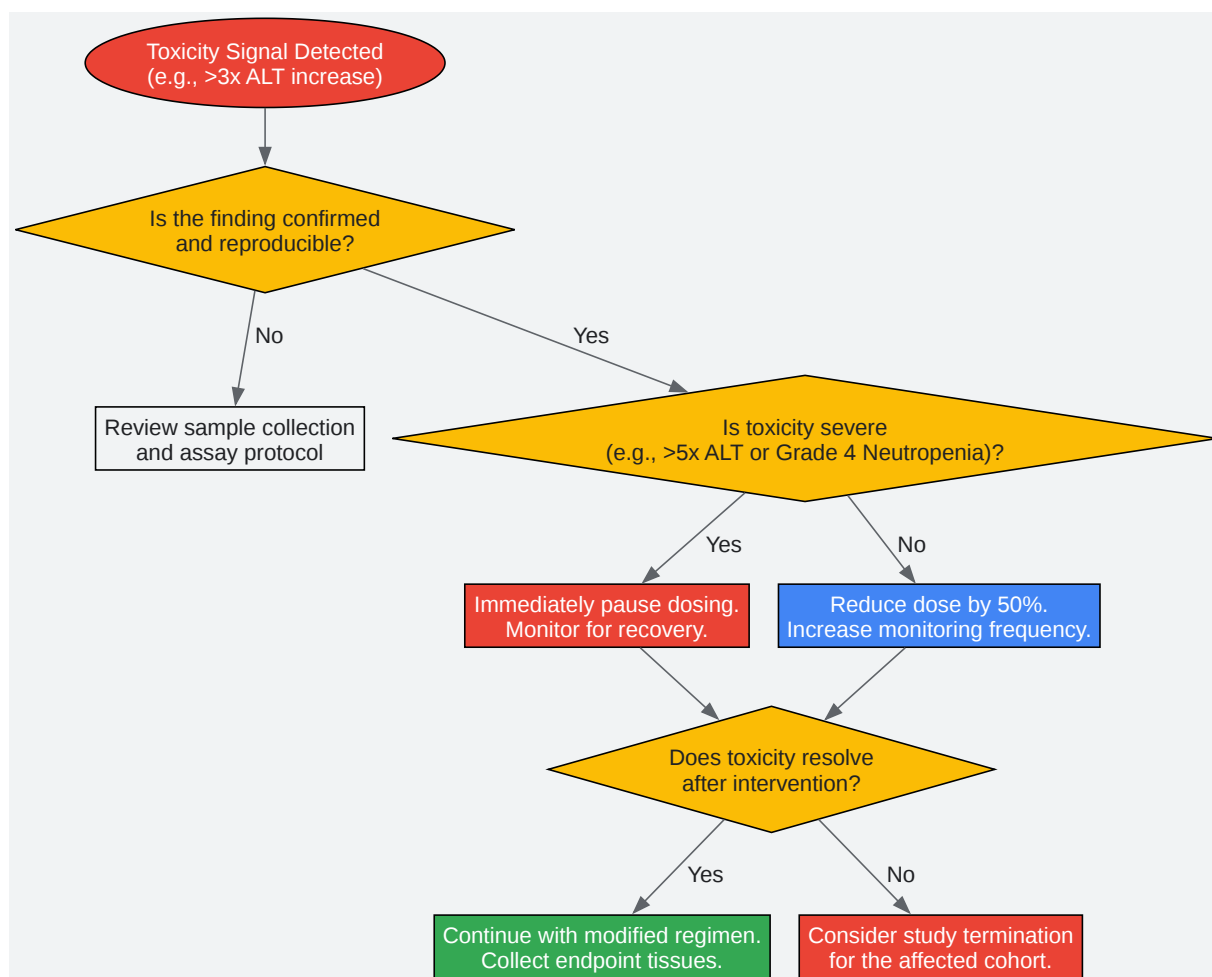 Toxicity Signal Detected
(e.g., >3x ALT increase)
Is the finding confirmed
and reproducible?
No
Yes
Review sample collection
and assay protocol
Is toxicity severe
(e.g., >5x ALT or Grade 4 Neutropenia)?
Yes
No
Immediately pause dosing.
Monitor for recovery.
Reduce dose by 50%.
Increase monitoring frequency.
Does toxicity resolve
after intervention?
Yes
No
Continue with modified regimen.
Collect endpoint tissues.
Consider study termination
for the affected cohort.